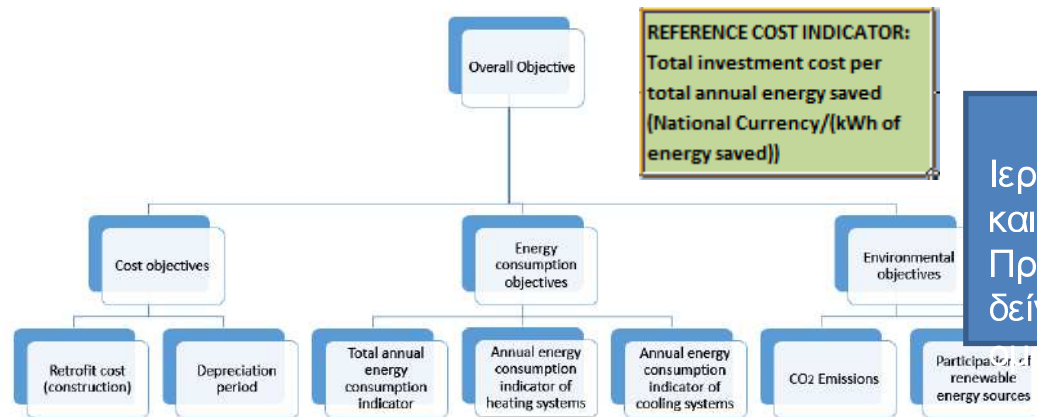 Overall Objective
REFERENCE COST INDICATOR:
Total investment cost per
total annual energy saved
(National Currency/(kWh of
energy saved))
Ιερ
και
Πρ
δεί
Cost objectives
Energy
consumption
objectives
Environmental
objectives
Retrofit cost
(construction)
Depreciation
period
Total annual
energy
consumption
indicator
Annual energy
consumption
indicator of
heating systems
Annual energy
consumption
indicator of
cooling systems
CO2 Emissions
Participation of
renewable
energy sources